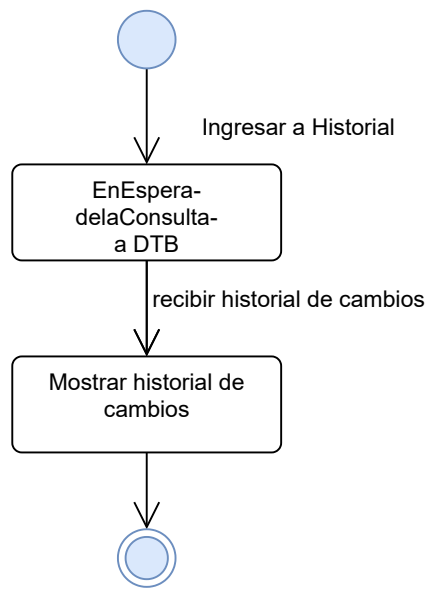 Ingresar a Historial
EnEspera-
delaConsulta-
a DTB
recibir historial de cambios
Mostrar historial de
cambios